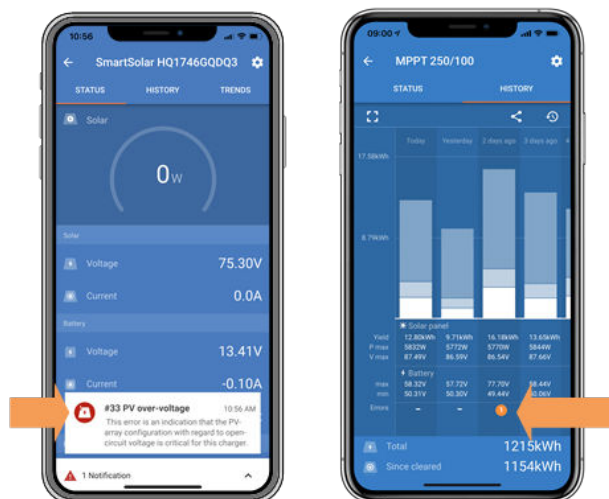 10:56
SmartSolar HQ1746GQDQ3
STATUS HISTORY TRENDS
Solar
0W
Solar
Voltage 75.30V
Current 0.0A
Battery
Voltage 13.41V
Current -0.10A
#33 PV over-voltage 10:56 AM
This error is an indication that the PV-
array configuration with regard to open-
circuit voltage is critical for this charger.
1 Notification
09:00
MPPT 250/100
STATUS HISTORY
Today Yesterday 2 days ago 3 days ago
17.58kWh
8.79kWh
Solar panel
Yield 12.80kWh 9.71kWh 16.18kWh 13.65kWh
P max 5832W 5772W 5770W 5844W
V max 87.49V 86.59V 86.54V 87.66V
Battery
max 58.32V 57.72V 77.70V 58.44V
min 50.31V 50.30V 49.44V
Errors - - 1
Total 1215kWh
Since cleared 1154kWh